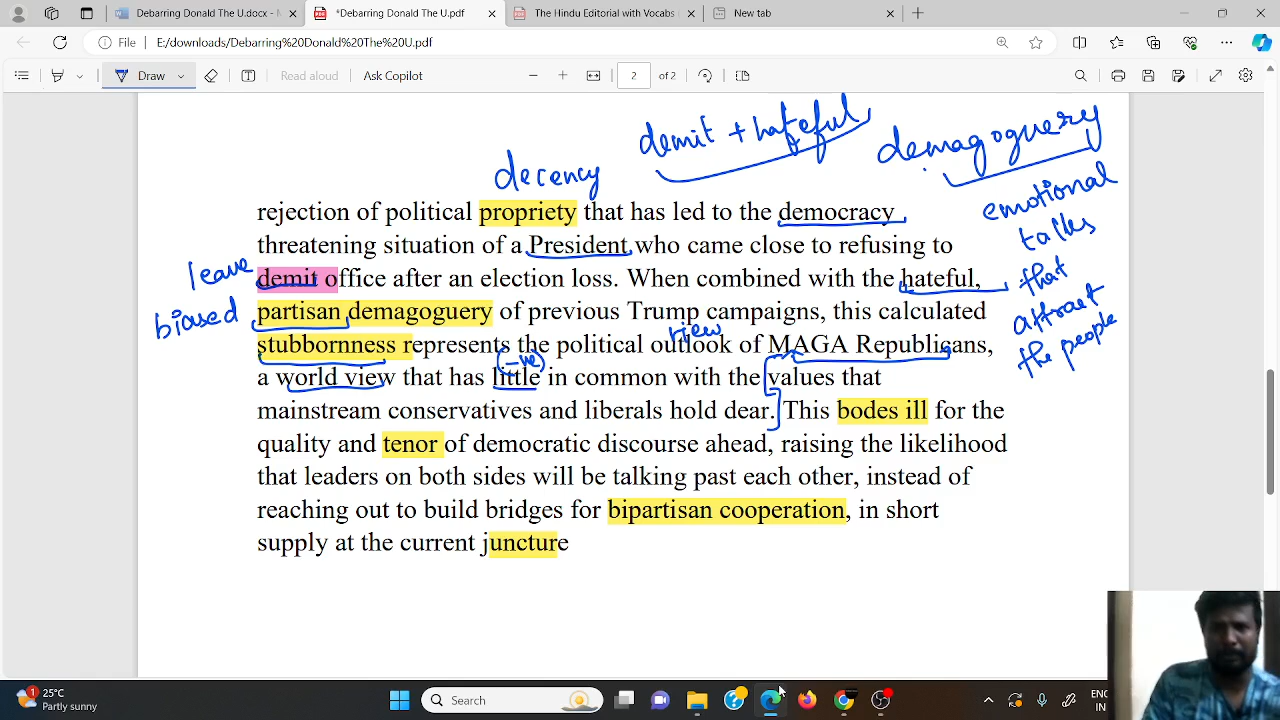 Debarring Donald The U.docx - M
*Debarring Donald The U.pdf
The Hindu Editorial with Vocabs
New tab
File
E:/downloads/Debarring%20Donald%20The%20U.pdf
Draw
Read aloud
Ask Copilot
2
of 2
demit + hateful
demagoguery
decency
emotional
talks
that
attract
the people
rejection of political propriety that has led to the democracy
threatening situation of a President who came close to refusing to
leave
demit office after an election loss. When combined with the hateful,
biased
partisan demagoguery of previous Trump campaigns, this calculated
view
stubbornness represents the political outlook of MAGA Republicans,
(-ve)
a world view that has little in common with the values that
mainstream conservatives and liberals hold dear. This bodes ill for the
quality and tenor of democratic discourse ahead, raising the likelihood
that leaders on both sides will be talking past each other, instead of
reaching out to build bridges for bipartisan cooperation, in short
supply at the current juncture
1
25°C
Partly sunny
Search
ENG
IN